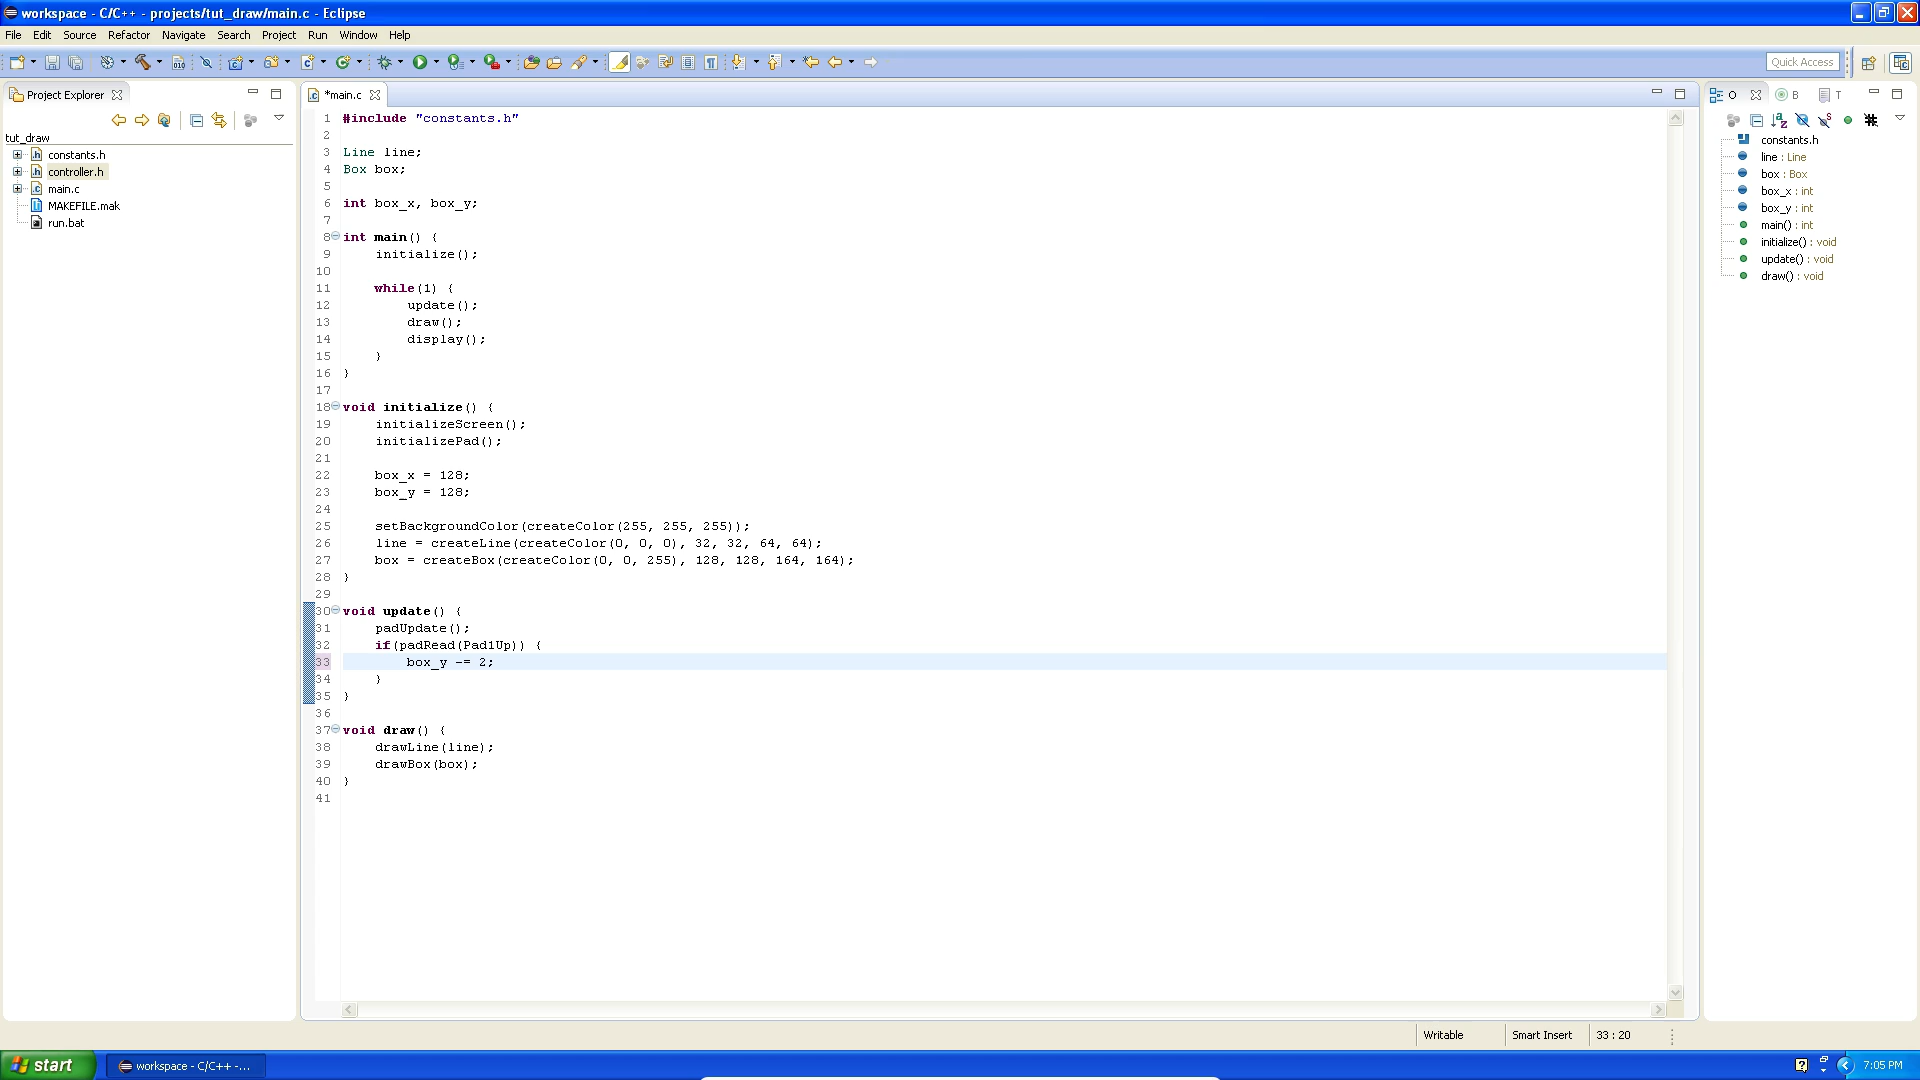 workspace - C/C++ - projects/tut_draw/main.c - Eclipse
File Edit Source Refactor Navigate Search Project Run Window Help
Quick Access
Project Explorer
tut_draw
constants.h
controller.h
main.c
MAKEFILE.mak
run.bat
*main.c
1 #include "constants.h"
2
3 Line line;
4 Box box;
5
6 int box_x, box_y;
7
8 int main() {
9 initialize();
10
11 while(1) {
12 update();
13 draw();
14 display();
15 }
16 }
17
18 void initialize() {
19 initializeScreen();
20 initializePad();
21
22 box_x = 128;
23 box_y = 128;
24
25 setBackgroundColor(createColor(255, 255, 255));
26 line = createLine(createColor(0, 0, 0), 32, 32, 64, 64);
27 box = createBox(createColor(0, 0, 255), 128, 128, 164, 164);
28 }
29
30 void update() {
31 padUpdate();
32 if(padRead(Pad1Up)) {
33 box_y -= 2;
34 }
35 }
36
37 void draw() {
38 drawLine(line);
39 drawBox(box);
40 }
41
O B T
constants.h
line : Line
box : Box
box_x : int
box_y : int
main() : int
initialize() : void
update() : void
draw() : void
Writable Smart Insert 33 : 20
start workspace - C/C++ -... 7:05 PM